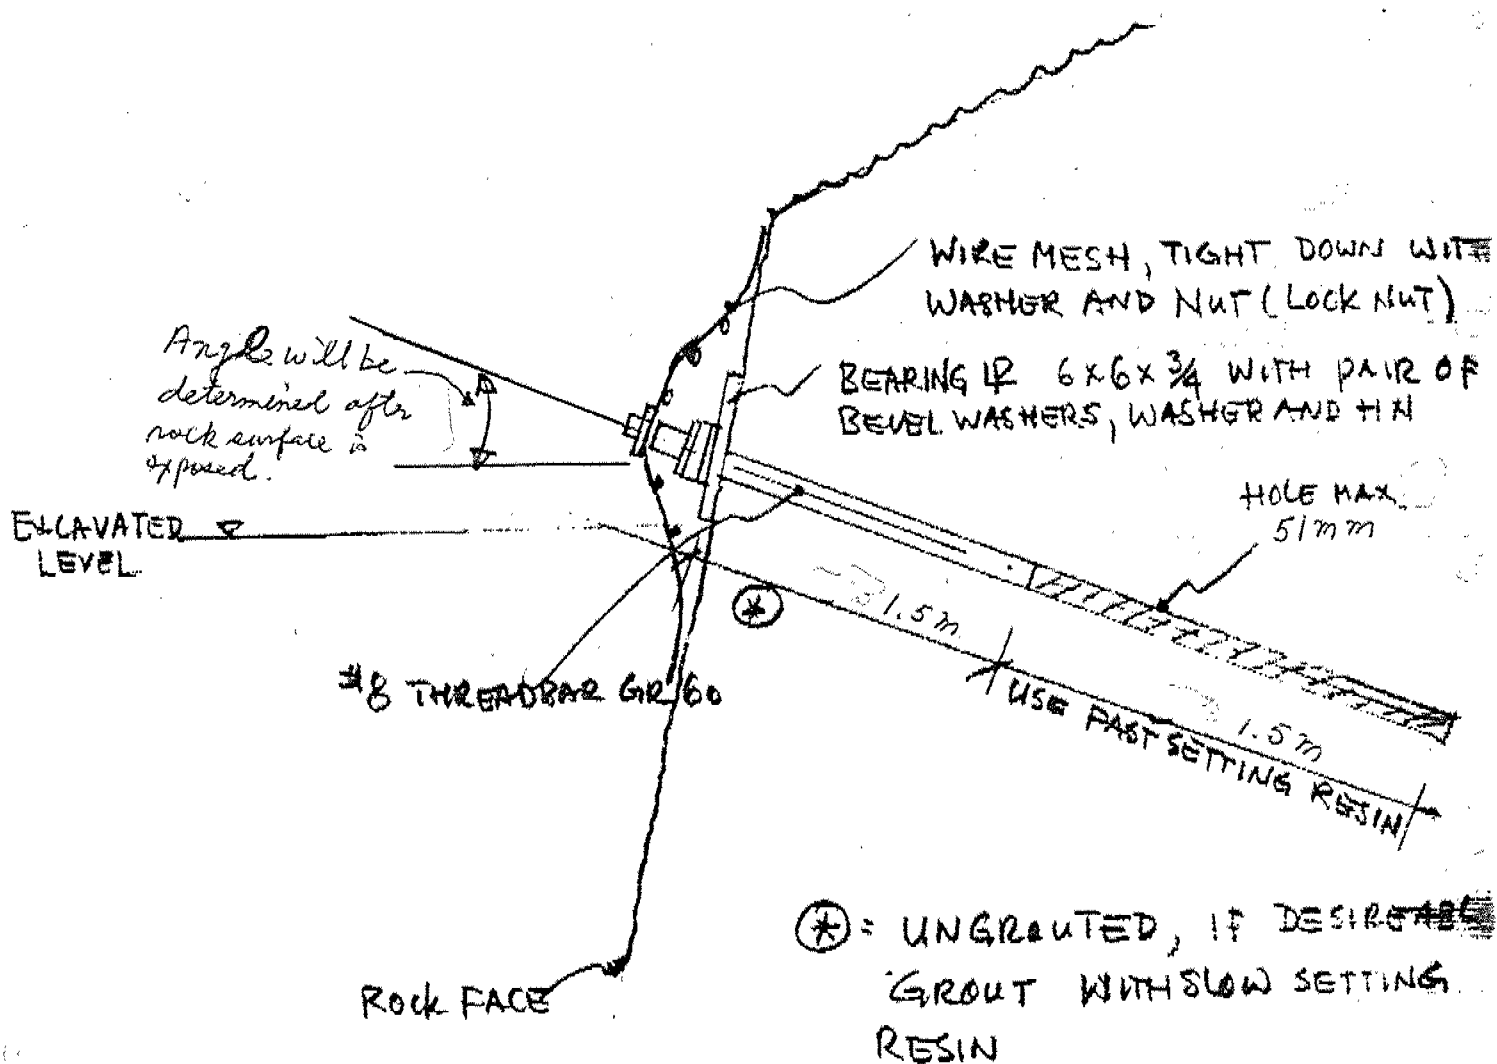 WIRE MESH, TIGHT DOWN WITH
WASHER AND NUT (LOCK NUT)
BEARING PL 6x6x3/4 WITH PAIR OF
BEVEL WASHERS, WASHER AND HN
Angle will be
determined after
rock surface is
exposed.
HOLE MAX.
51mm
EXCAVATED
LEVEL
1.5m
#8 THREADBAR GR 60
1.5m
USE FAST SETTING RESIN
* = UNGROUTED, IF DESIRE
GROUT WITH SLOW SETTING
RESIN
ROCK FACE